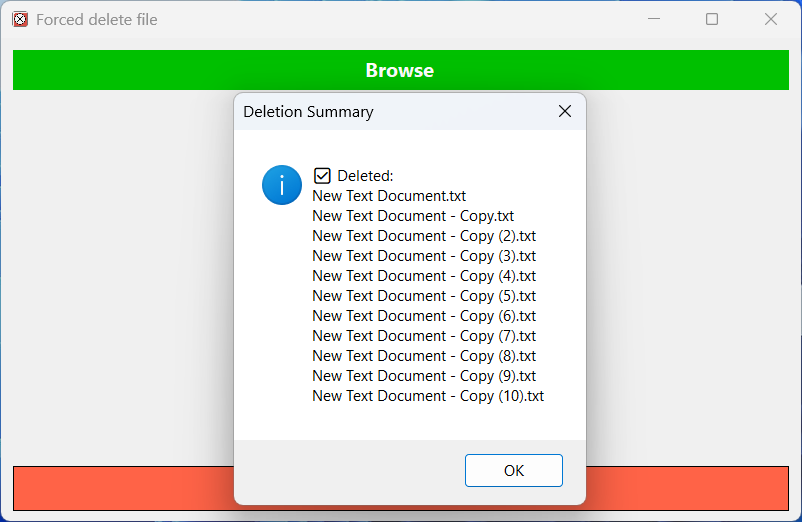 Forced delete file
Browse
Deletion Summary
Deleted:
New Text Document.txt
New Text Document - Copy.txt
New Text Document - Copy (2).txt
New Text Document - Copy (3).txt
New Text Document - Copy (4).txt
New Text Document - Copy (5).txt
New Text Document - Copy (6).txt
New Text Document - Copy (7).txt
New Text Document - Copy (8).txt
New Text Document - Copy (9).txt
New Text Document - Copy (10).txt
OK